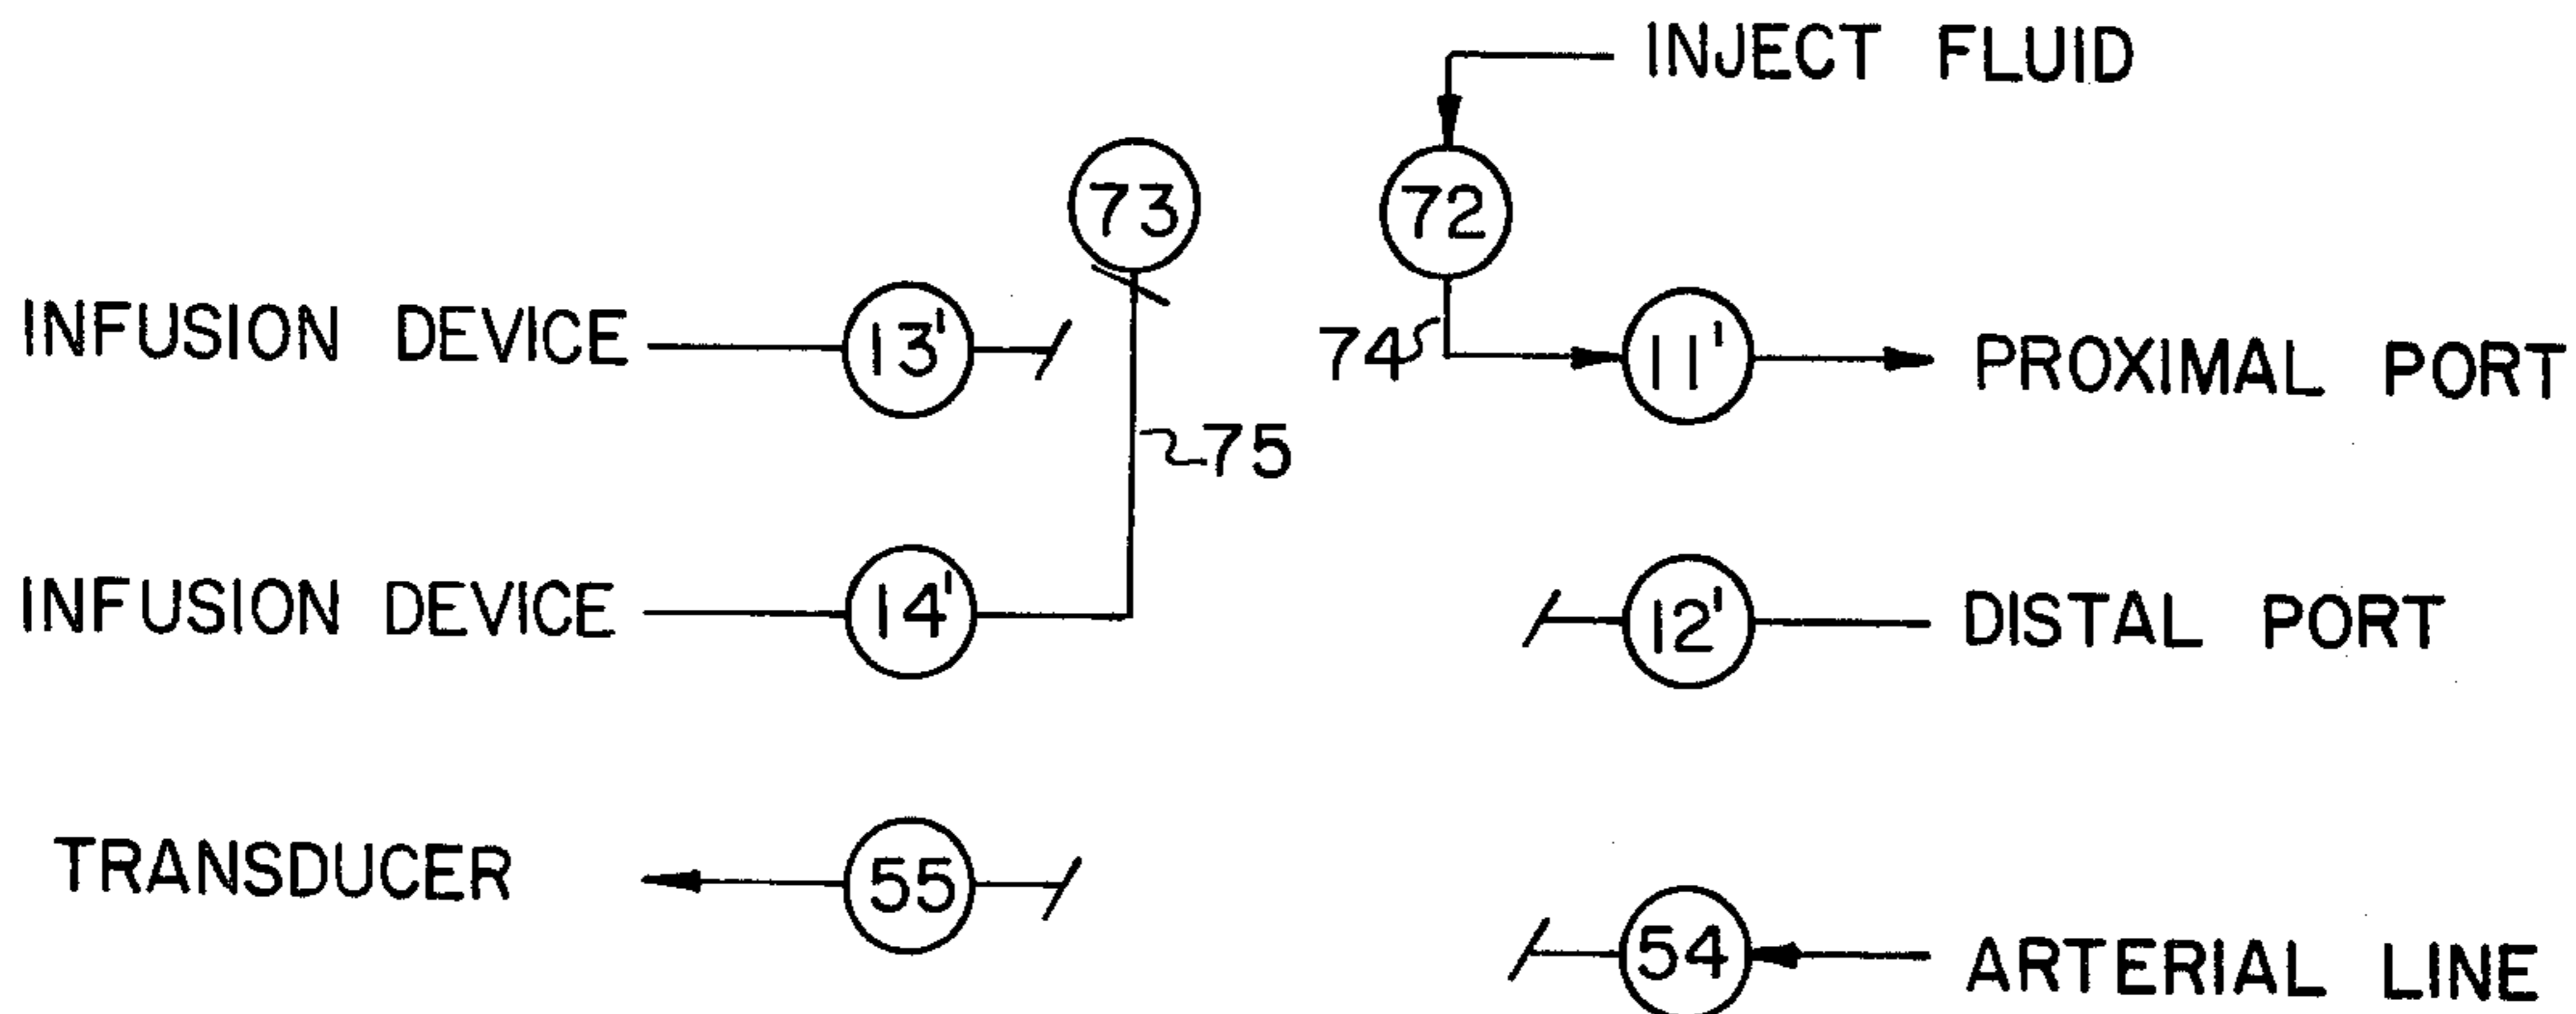 INJECT FLUID
73
72
INFUSION DEVICE 13' 74 11' PROXIMAL PORT
75
INFUSION DEVICE 14' 12' DISTAL PORT
TRANSDUCER 55
54 ARTERIAL LINE